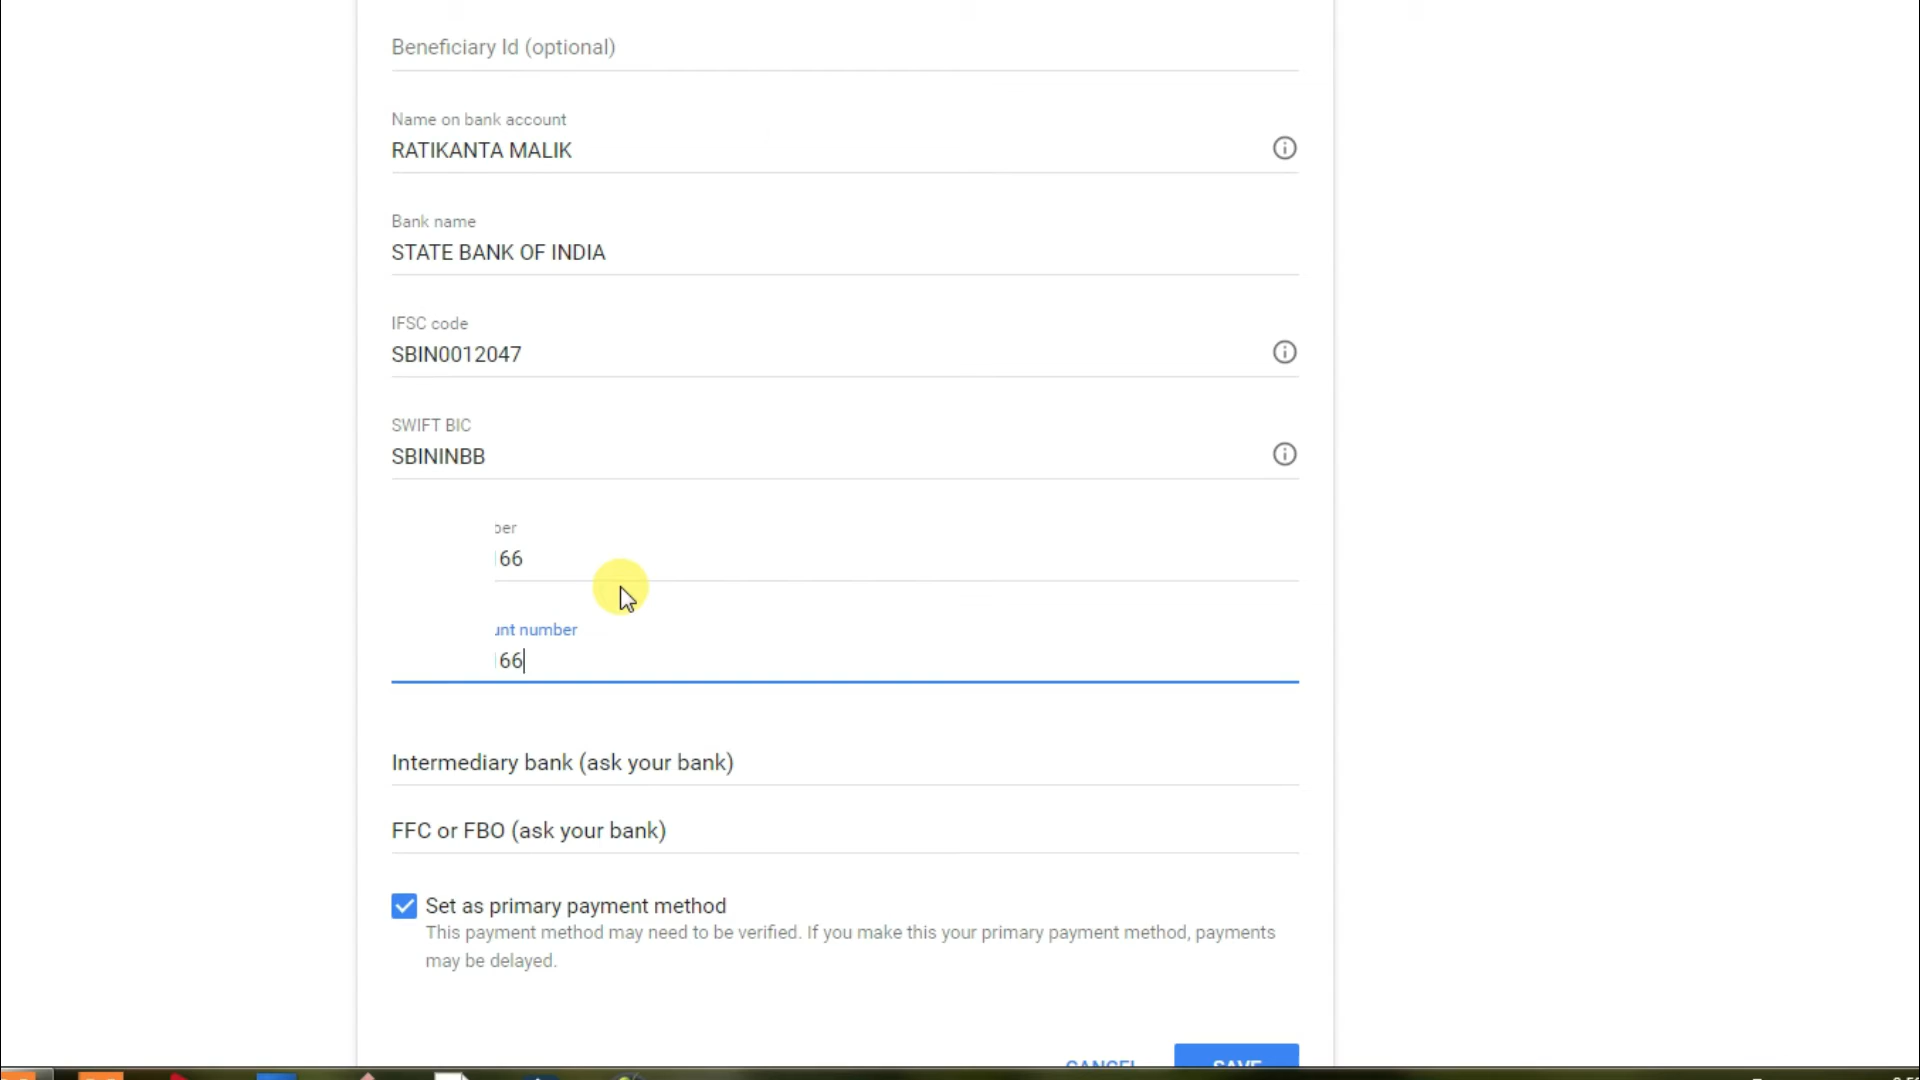 Beneficiary Id (optional)
Name on bank account
RATIKANTA MALIK
Bank name
STATE BANK OF INDIA
IFSC code
SBIN0012047
SWIFT BIC
SBININBB
66
number
66
Intermediary bank (ask your bank)
FFC or FBO (ask your bank)
Set as primary payment method
This payment method may need to be verified. If you make this your primary payment method, payments
may be delayed.
CANCEL SAVE